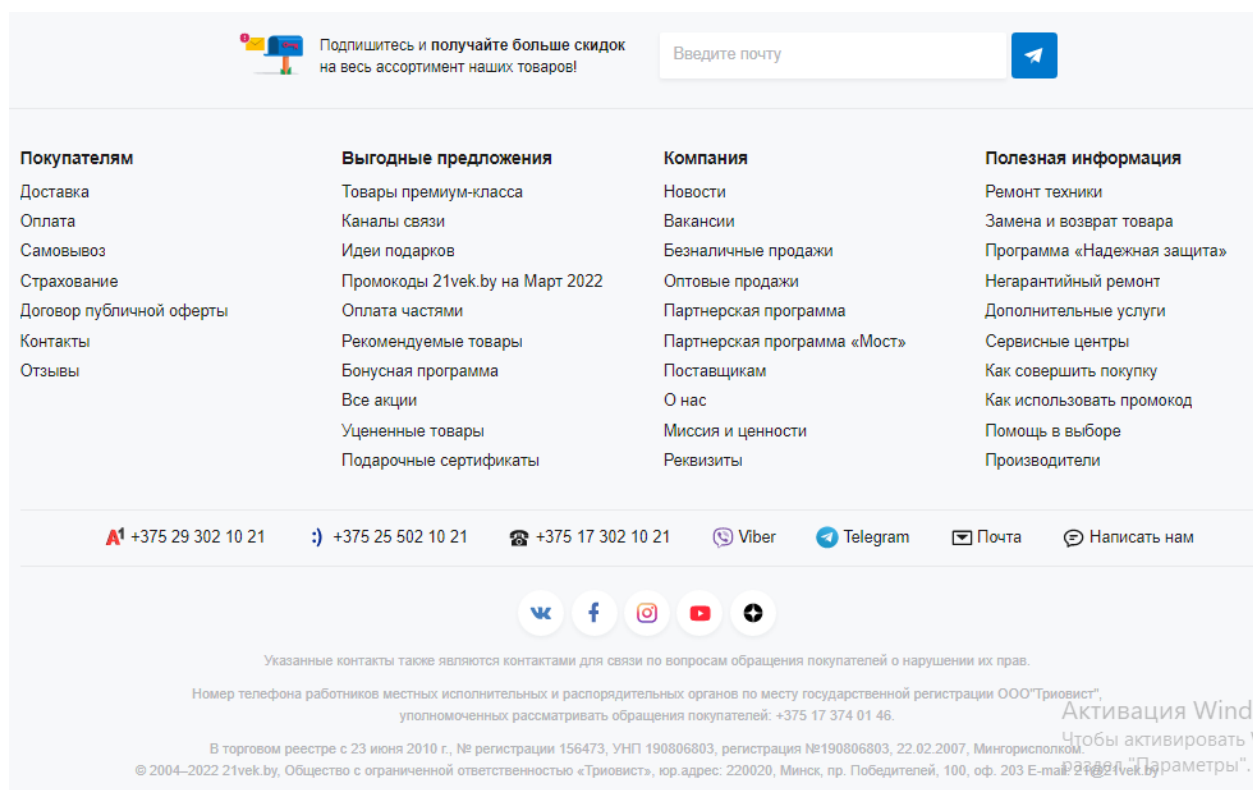 Подпишитесь и получайте больше скидок
на весь ассортимент наших товаров!
Введите почту
Покупателям
Доставка
Оплата
Самовывоз
Страхование
Договор публичной оферты
Контакты
Отзывы
Выгодные предложения
Товары премиум-класса
Каналы связи
Идеи подарков
Промокоды 21vek.by на Март 2022
Оплата частями
Рекомендуемые товары
Бонусная программа
Все акции
Уцененные товары
Подарочные сертификаты
Компания
Новости
Вакансии
Безналичные продажи
Оптовые продажи
Партнерская программа
Партнерская программа «Мост»
Поставщикам
О нас
Миссия и ценности
Реквизиты
Полезная информация
Ремонт техники
Замена и возврат товара
Программа «Надежная защита»
Негарантийный ремонт
Дополнительные услуги
Сервисные центры
Как совершить покупку
Как использовать промокод
Помощь в выборе
Производители
A1 +375 29 302 10 21 :) +375 25 502 10 21 +375 17 302 10 21 Viber Telegram Почта Написать нам
Указанные контакты также являются контактами для связи по вопросам обращения покупателей о нарушении их прав.
Номер телефона работников местных исполнительных и распорядительных органов по месту государственной регистрации ООО"Триовист",
уполномоченных рассматривать обращения покупателей: +375 17 374 01 46.
В торговом реестре с 23 июня 2010 г., № регистрации 156473, УНП 190806803, регистрация №190806803, 22.02.2007, Мингорисполком.
© 2004–2022 21vek.by, Общество с ограниченной ответственностью «Триовист», юр.адрес: 220020, Минск, пр. Победителей, 100, оф. 203 E-mail: 21@21vek.by
Активация Wind
Чтобы активировать
раздел "Параметры".